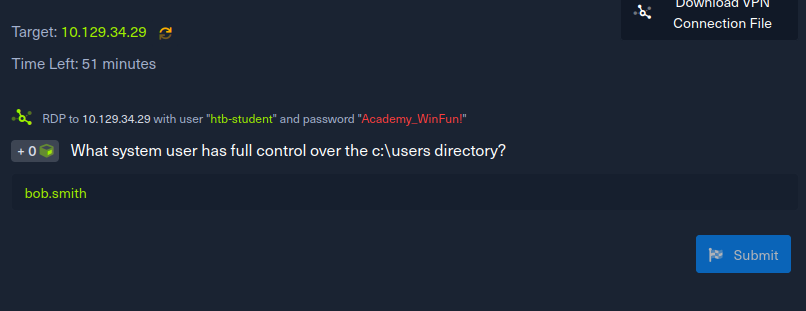 Download VPN
Connection File
Target: 10.129.34.29
Time Left: 51 minutes
RDP to 10.129.34.29 with user "htb-student" and password "Academy_WinFun!"
+ 0 What system user has full control over the c:\users directory?
bob.smith
Submit